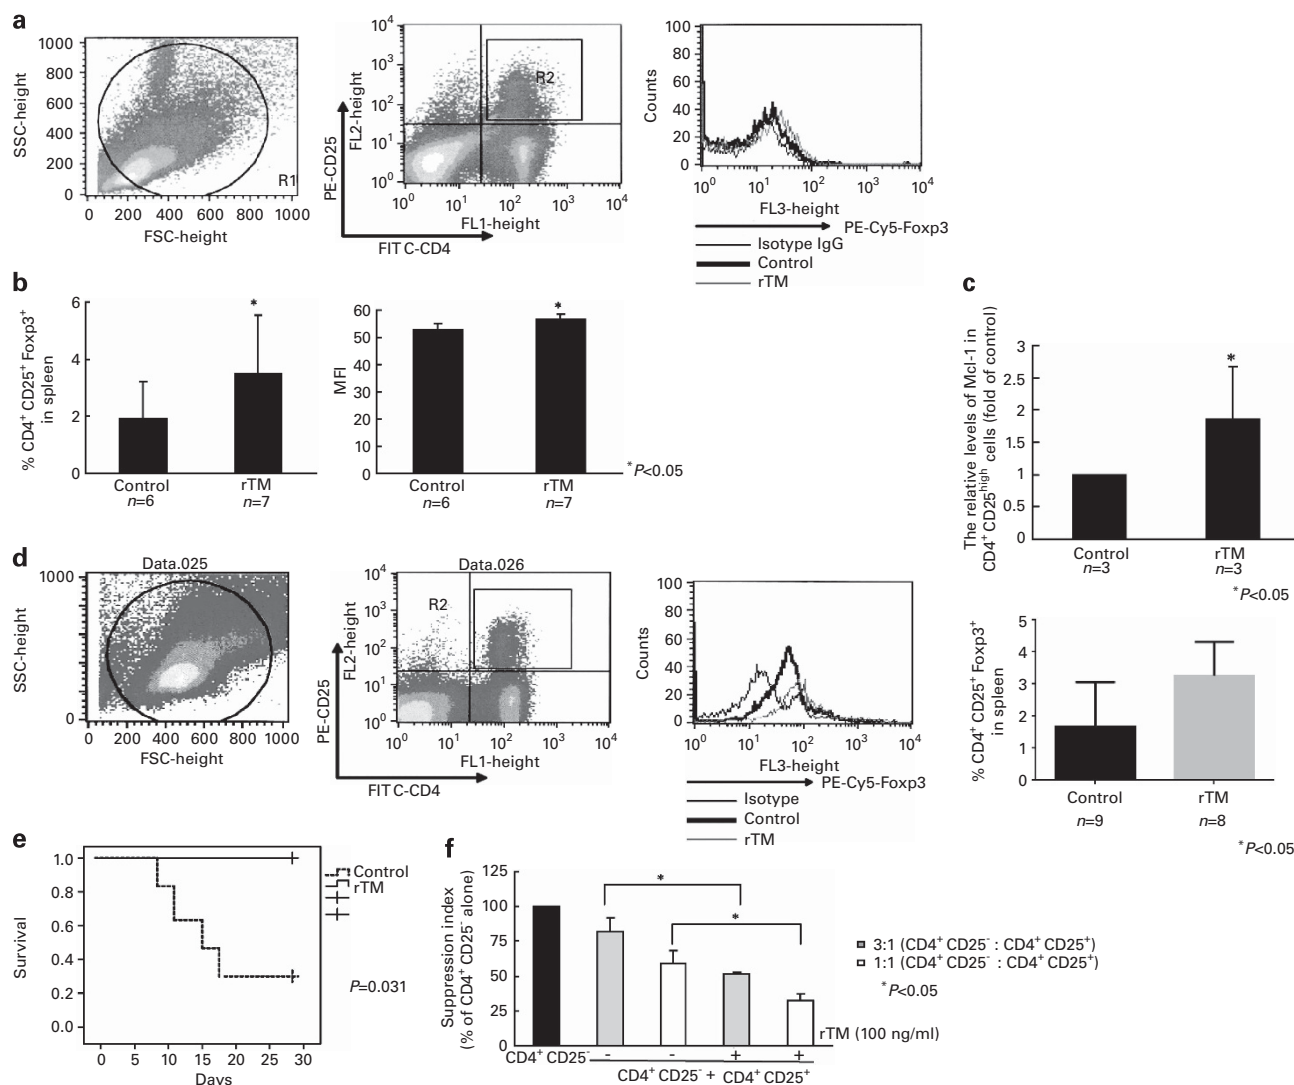 a
1000
800
600
400
200
0
SSC-height
R1
0 200 400 600 800 1000
FSC-height
10^4
10^3
10^2
10^1
10^0
PE-CD25
FL2-height
R2
10^0 10^1 10^2 10^3 10^4
FL1-height
FIT C-CD4
100
80
60
40
20
0
Counts
10^0 10^1 10^2 10^3 10^4
FL3-height
PE-Cy5-Foxp3
Isotype IgG
Control
rTM
b
6
4
2
0
% CD4+ CD25+ Foxp3+
in spleen
*
Control
n=6
rTM
n=7
60
50
40
30
20
10
0
MFI
*
Control
n=6
rTM
n=7
*P<0.05
c
The relative levels of Mcl-1 in
CD4+ CD25high cells (fold of control)
3
2.5
2
1.5
1
0.5
0
*
Control
n=3
rTM
n=3
*P<0.05
d
Data.025
1000
800
600
400
200
0
SSC-height
0 200 400 600 800 1000
FSC-height
Data.026
10^4
10^3
10^2
10^1
10^0
PE-CD25
FL2-height
R2
10^0 10^1 10^2 10^3 10^4
FL1-height
FIT C-CD4
100
80
60
40
20
0
Counts
10^0 10^1 10^2 10^3 10^4
FL3-height
PE-Cy5-Foxp3
Isotype
Control
rTM
5
4
3
2
1
0
% CD4+ CD25+ Foxp3+
in spleen
Control
n=9
rTM
n=8
*P<0.05
e
1.0
0.8
0.6
0.4
0.2
0.0
Survival
0 5 10 15 20 25 30
Days
Control
rTM
P=0.031
f
125
100
75
50
25
0
Suppression index
(% of CD4+ CD25- alone)
*
*
3:1 (CD4+ CD25- : CD4+ CD25+)
1:1 (CD4+ CD25- : CD4+ CD25+)
*P<0.05
rTM (100 ng/ml)
CD4+ CD25- - - + +
CD4+ CD25- + CD4+ CD25+